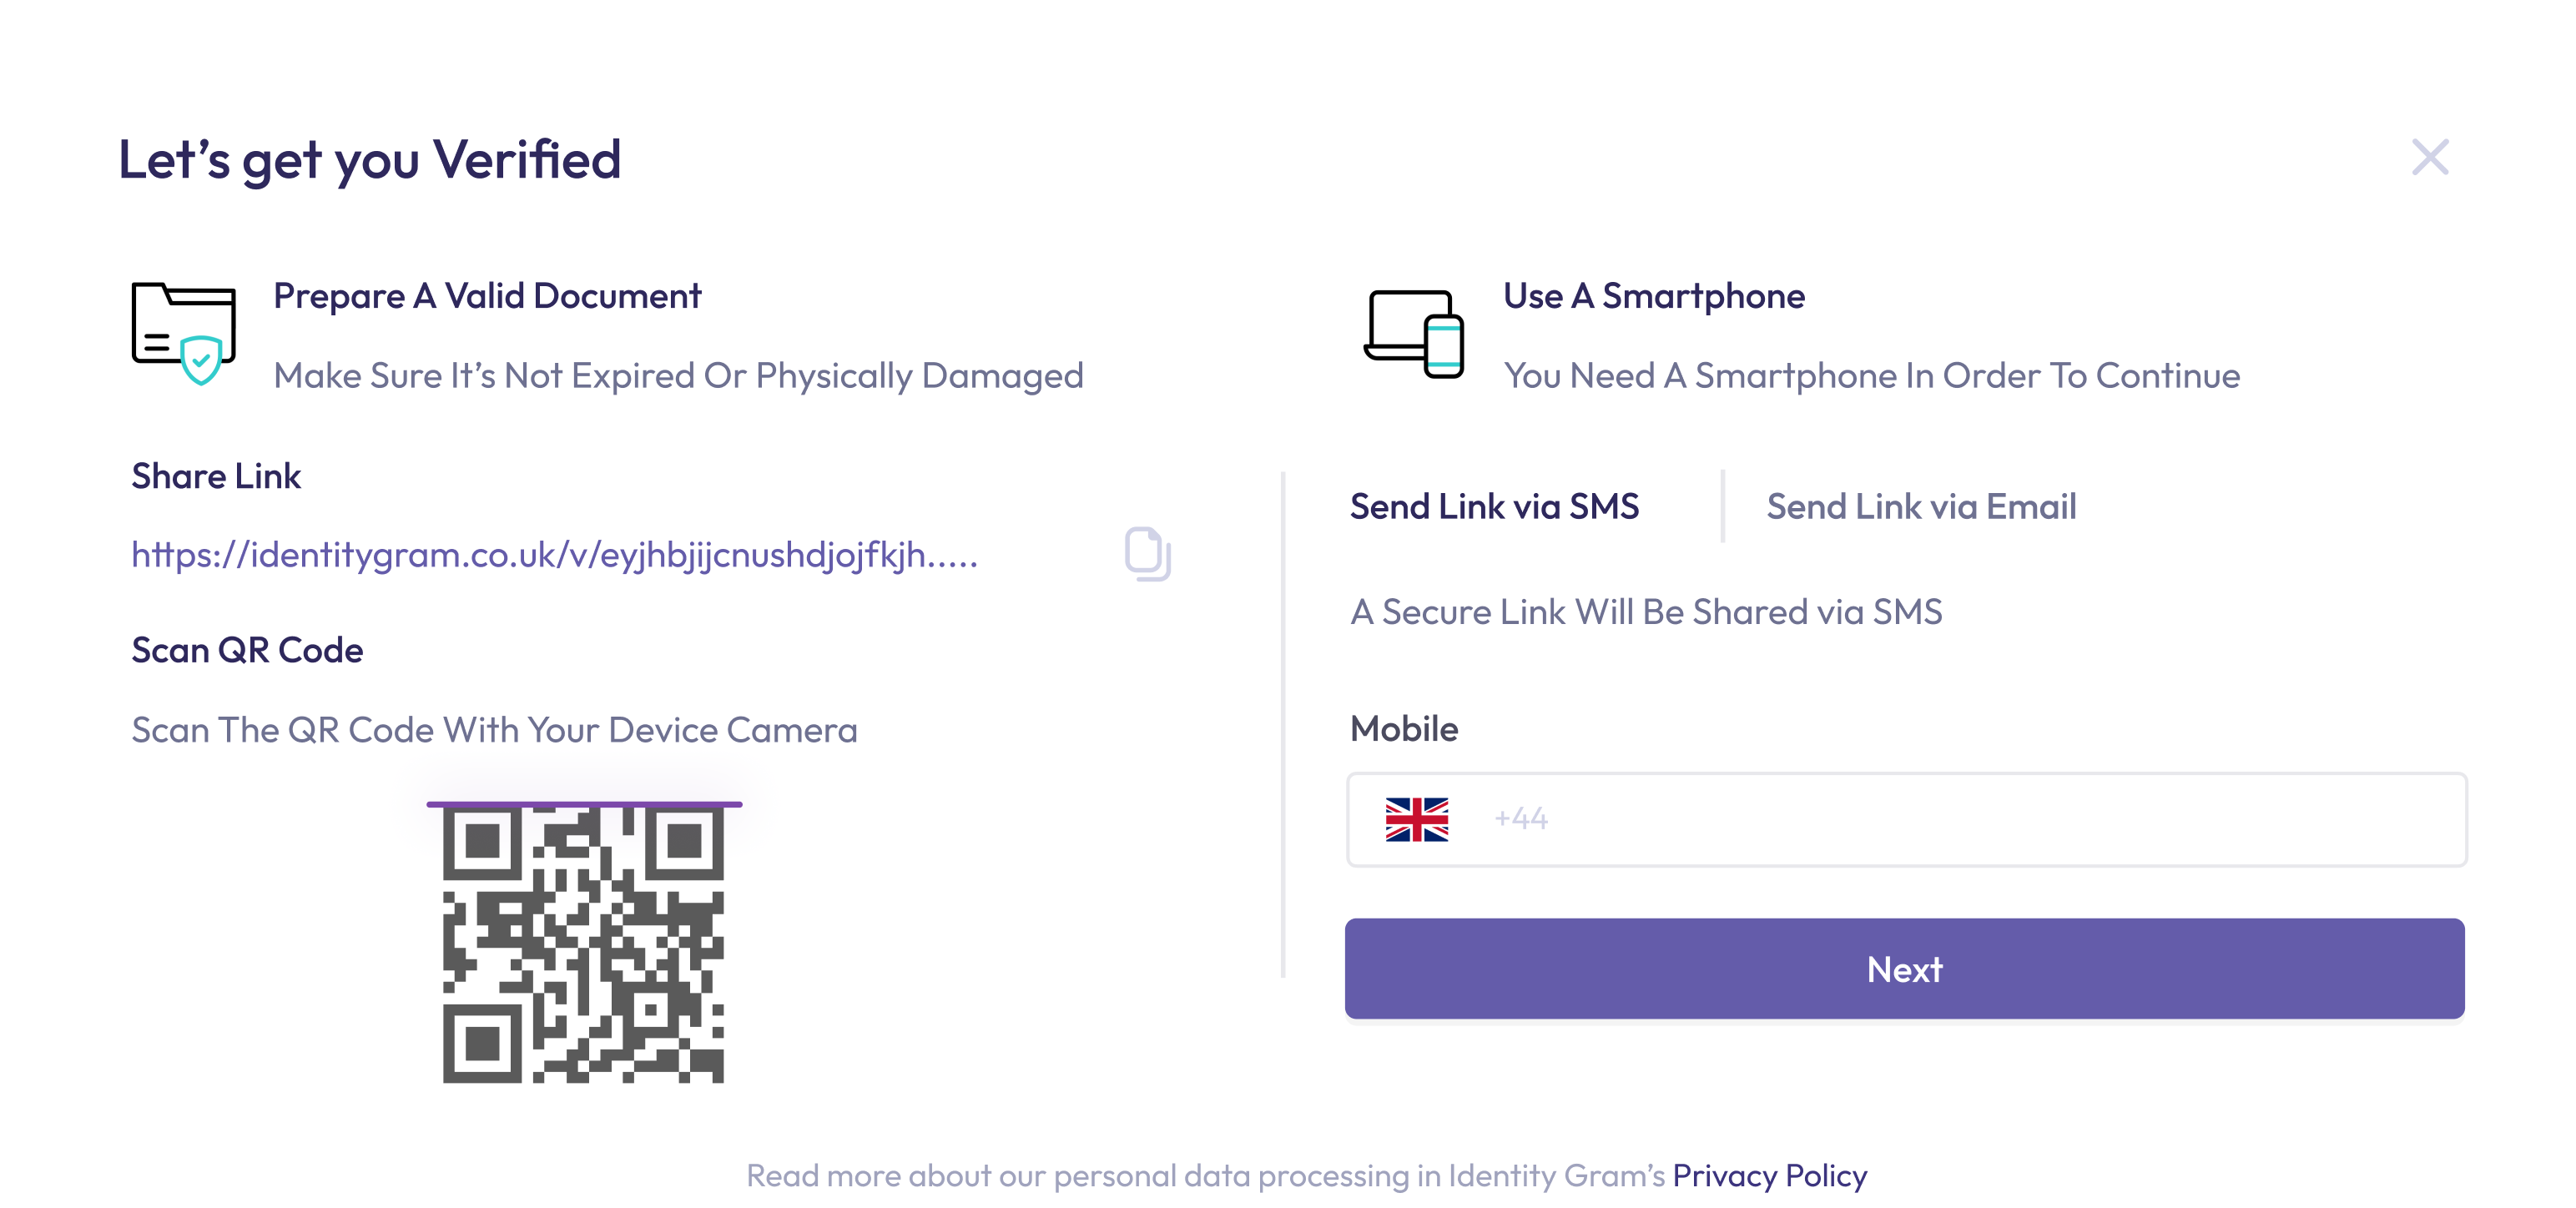 Let's get you Verified
Prepare A Valid Document
Make Sure It's Not Expired Or Physically Damaged
Use A Smartphone
You Need A Smartphone In Order To Continue
Share Link
https://identitygram.co.uk/v/eyjhbjijcnushdjojfkjh.....
Scan QR Code
Scan The QR Code With Your Device Camera
Send Link via SMS
Send Link via Email
A Secure Link Will Be Shared via SMS
Mobile
+44
Next
Read more about our personal data processing in Identity Gram's Privacy Policy